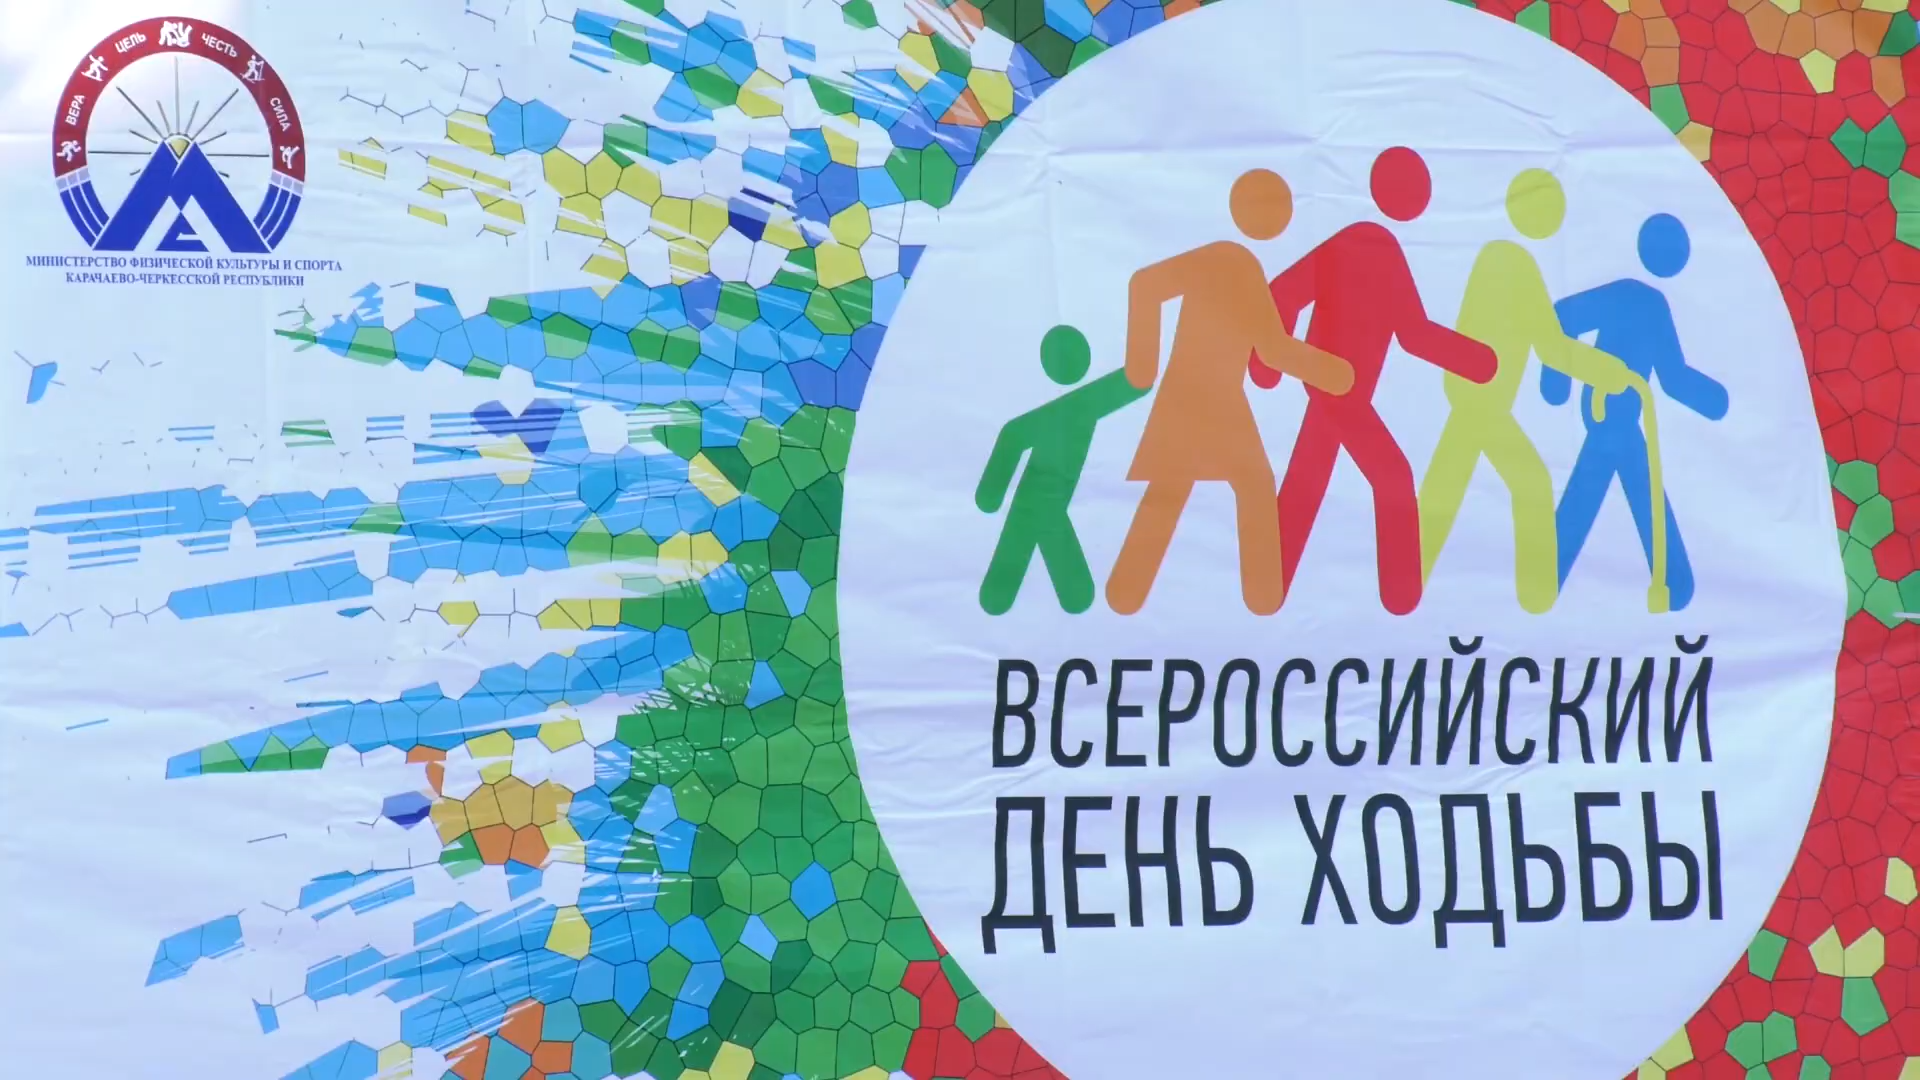 ВЕРА ЦЕЛЬ ЧЕСТЬ СИЛА
МИНИСТЕРСТВО ФИЗИЧЕСКОЙ КУЛЬТУРЫ И СПОРТА
КАРАЧАЕВО-ЧЕРКЕССКОЙ РЕСПУБЛИКИ
ВСЕРОССИЙСКИЙ
ДЕНЬ ХОДЬБЫ